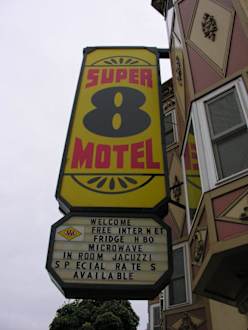 SUPER
8
MOTEL
WELCOME
FREE INTERNET
FRIDGE HBO
MICROWAVE
IN ROOM JACUZZI
SPECIAL RATES
AVAILABLE